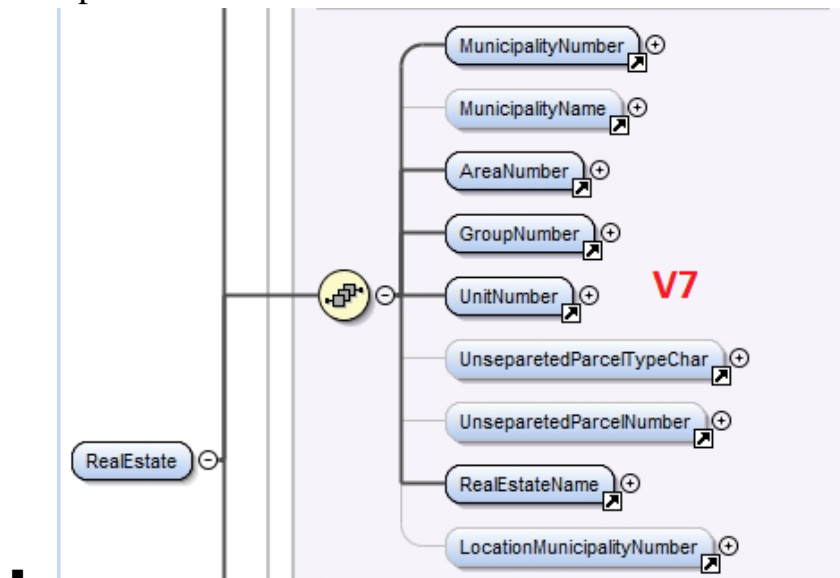 MunicipalityNumber
MunicipalityName
AreaNumber
GroupNumber
UnitNumber
V7
UnseparetedParcelTypeChar
UnseparetedParcelNumber
RealEstate
RealEstateName
LocationMunicipalityNumber